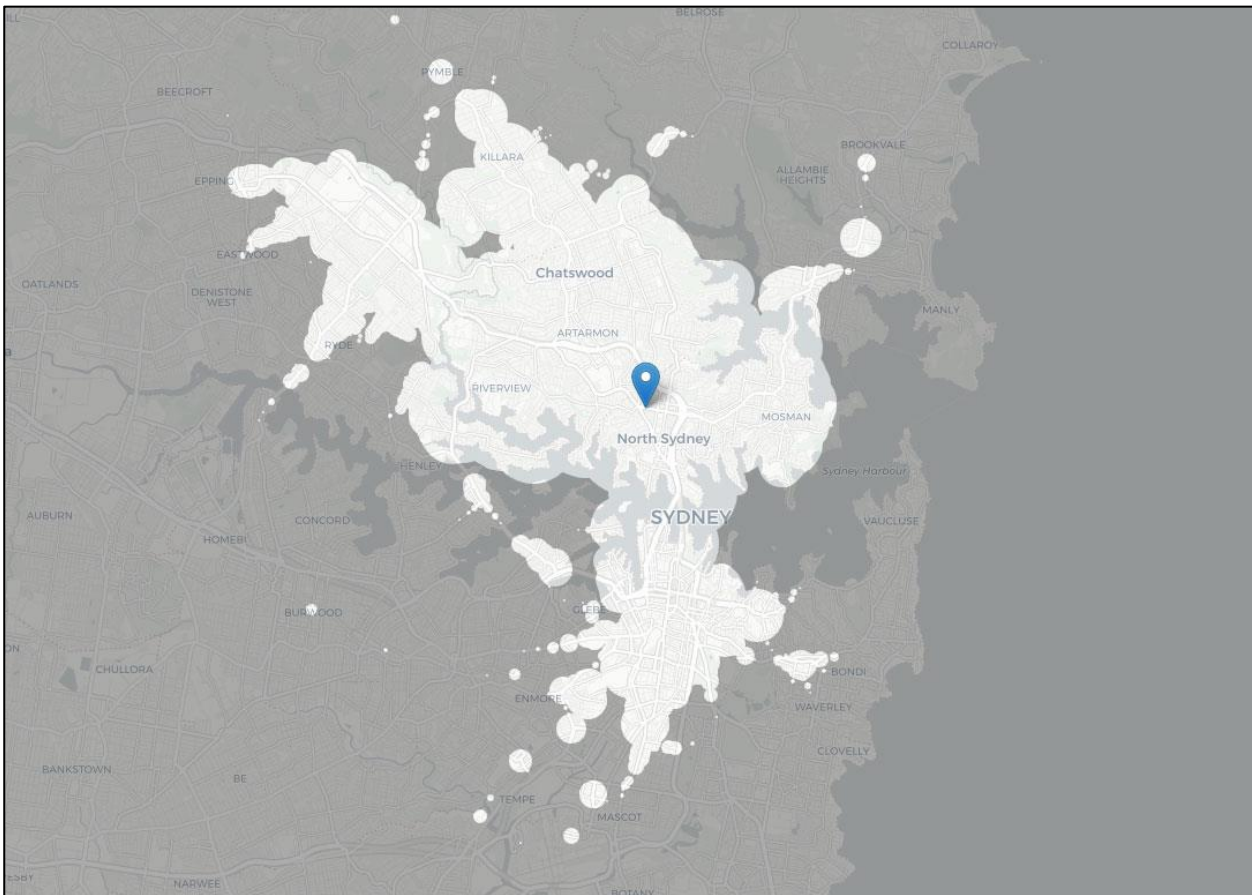 BELROSE
COLLAROY
PYMBLE
BEECROFT
BROOKVALE
KILLARA
ALLAMBIE
HEIGHTS
EPPING
EASTWOOD
Chatswood
OATLANDS
DENISTONE
WEST
MANLY
ARTARMON
RYDE
RIVERVIEW
MOSMAN
North Sydney
HENLEY
Sydney Harbour
AUBURN
CONCORD
SYDNEY
VAUCLUSE
HOMEBI
BURWOOD
GLEBE
ON
CHULLORA
BONDI
ENMORE
WAVERLEY
CLOVELLY
BANKSTOWN
BE
TEMPE
MASCOT
ESBY
NARWEE
BOTANY